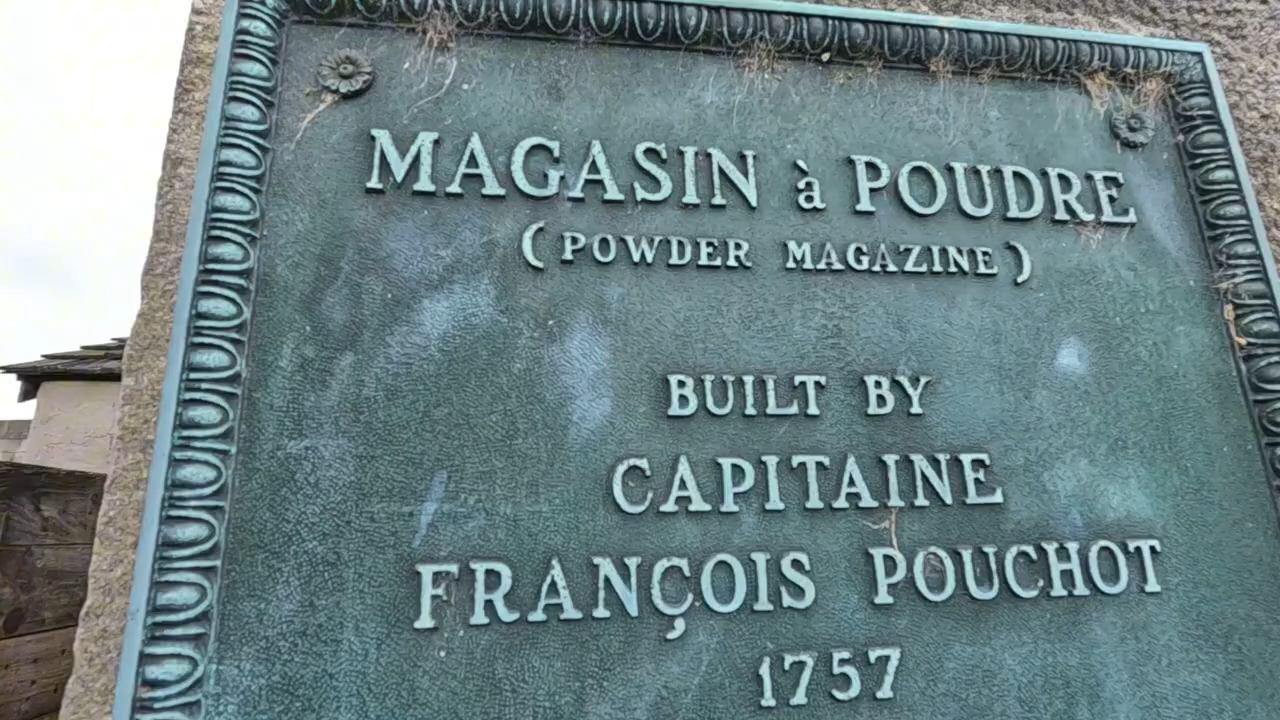 MAGASIN à POUDRE
(POWDER MAGAZINE)
BUILT BY
CAPITAINE
FRANÇOIS POUCHOT
1757